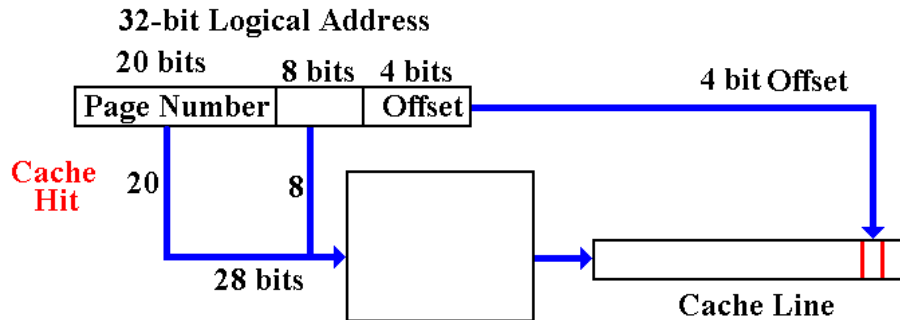 32-bit Logical Address
20 bits
8 bits
4 bits
4 bit Offset
Page Number
Offset
Cache
Hit
20
8
28 bits
Cache Line